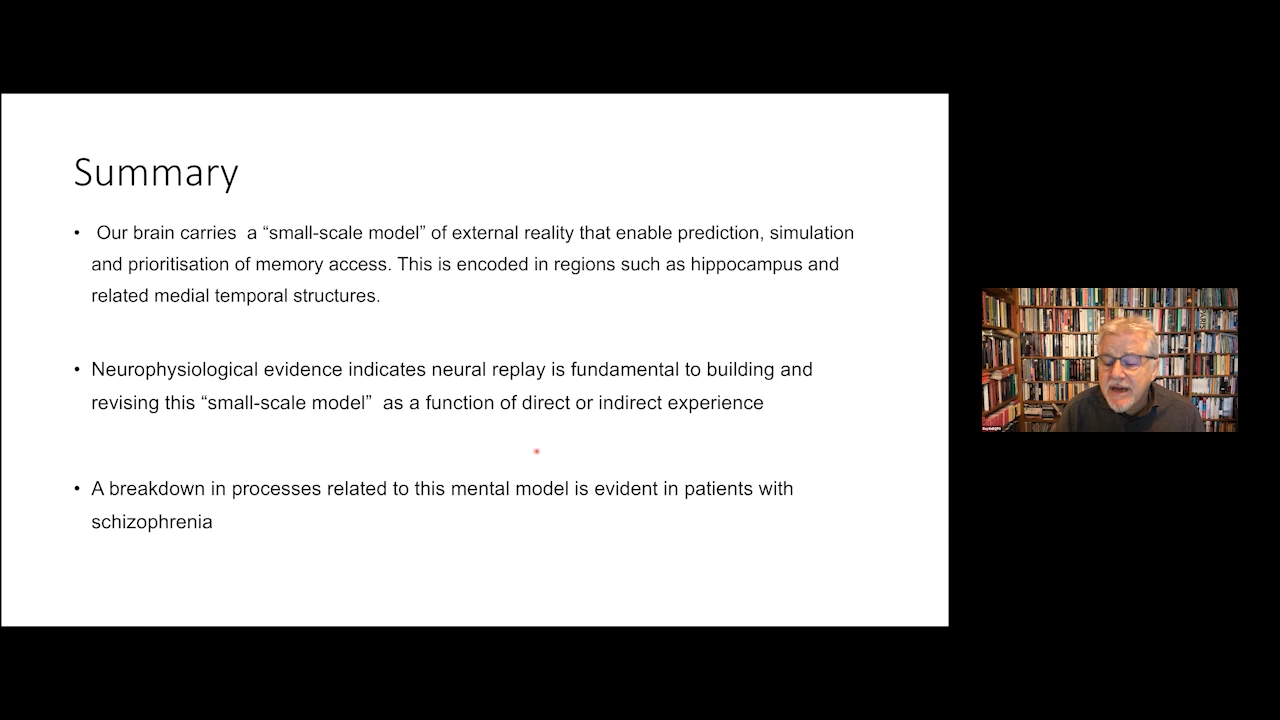 Summary
• Our brain carries a “small-scale model” of external reality that enable prediction, simulation
and prioritisation of memory access. This is encoded in regions such as hippocampus and
related medial temporal structures.
• Neurophysiological evidence indicates neural replay is fundamental to building and
revising this “small-scale model” as a function of direct or indirect experience
• A breakdown in processes related to this mental model is evident in patients with
schizophrenia